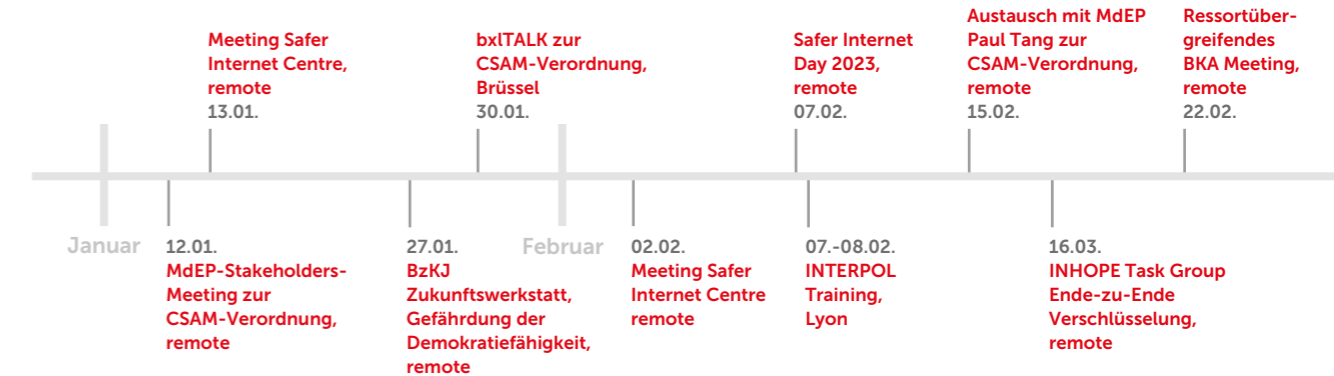 Meeting Safer
Internet Centre,
remote
13.01.
bxlTALK zur
CSAM-Verordnung,
Brüssel
30.01.
Safer Internet
Day 2023,
remote
07.02.
Austausch mit MdEP
Paul Tang zur
CSAM-Verordnung,
remote
15.02.
Ressortüber-
greifendes
BKA Meeting,
remote
22.02.
Januar
12.01.
MdEP-Stakeholders-
Meeting zur
CSAM-Verordnung,
remote
27.01.
BzKJ
Zukunftswerkstatt,
Gefährdung der
Demokratiefähigkeit,
remote
Februar
02.02.
Meeting Safer
Internet Centre
remote
07.-08.02.
INTERPOL
Training,
Lyon
16.03.
INHOPE Task Group
Ende-zu-Ende
Verschlüsselung,
remote